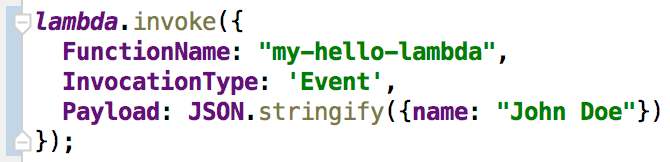 lambda.invoke({
  FunctionName: "my-hello-lambda",
  InvocationType: 'Event',
  Payload: JSON.stringify({name: "John Doe"})
});